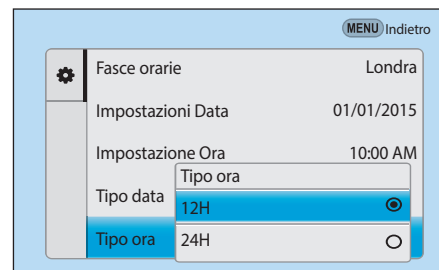 MENU Indietro
Fasce orarie Londra
Impostazioni Data 01/01/2015
Impostazione Ora 10:00 AM
Tipo data
Tipo ora
Tipo ora
12H
24H